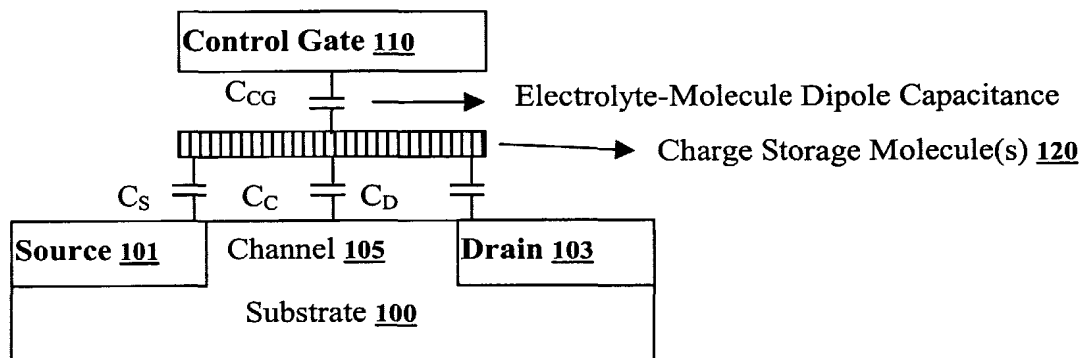 Control Gate 110
C_CG
Electrolyte-Molecule Dipole Capacitance
Charge Storage Molecule(s) 120
C_S C_C C_D
Source 101 Channel 105 Drain 103
Substrate 100